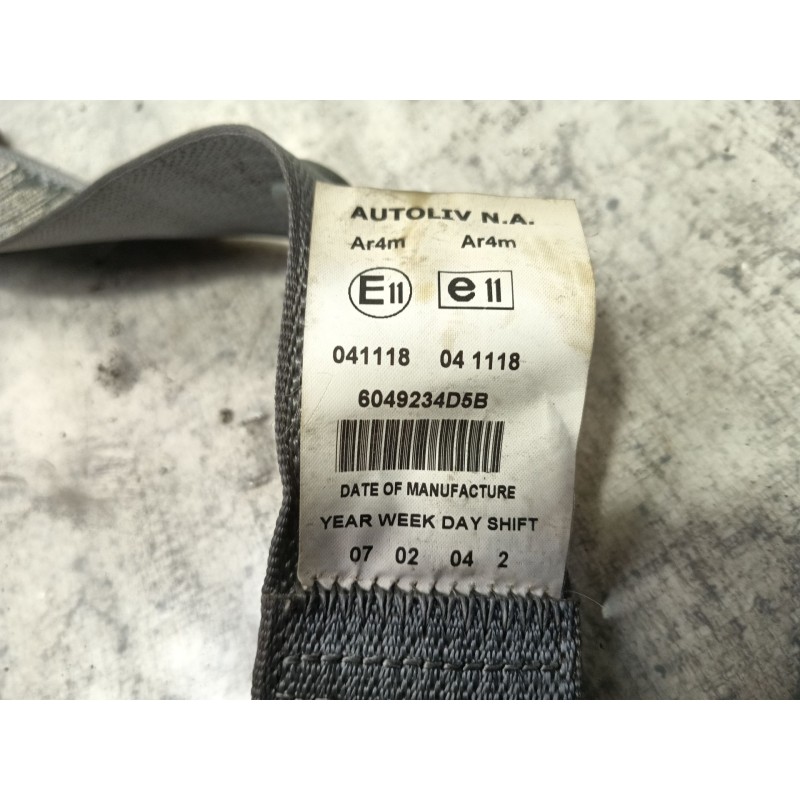 AUTOLIV N.A.
Ar4m Ar4m
E11 e11
041118 04 1118
6049234D5B
DATE OF MANUFACTURE
YEAR WEEK DAY SHIFT
07 02 04 2